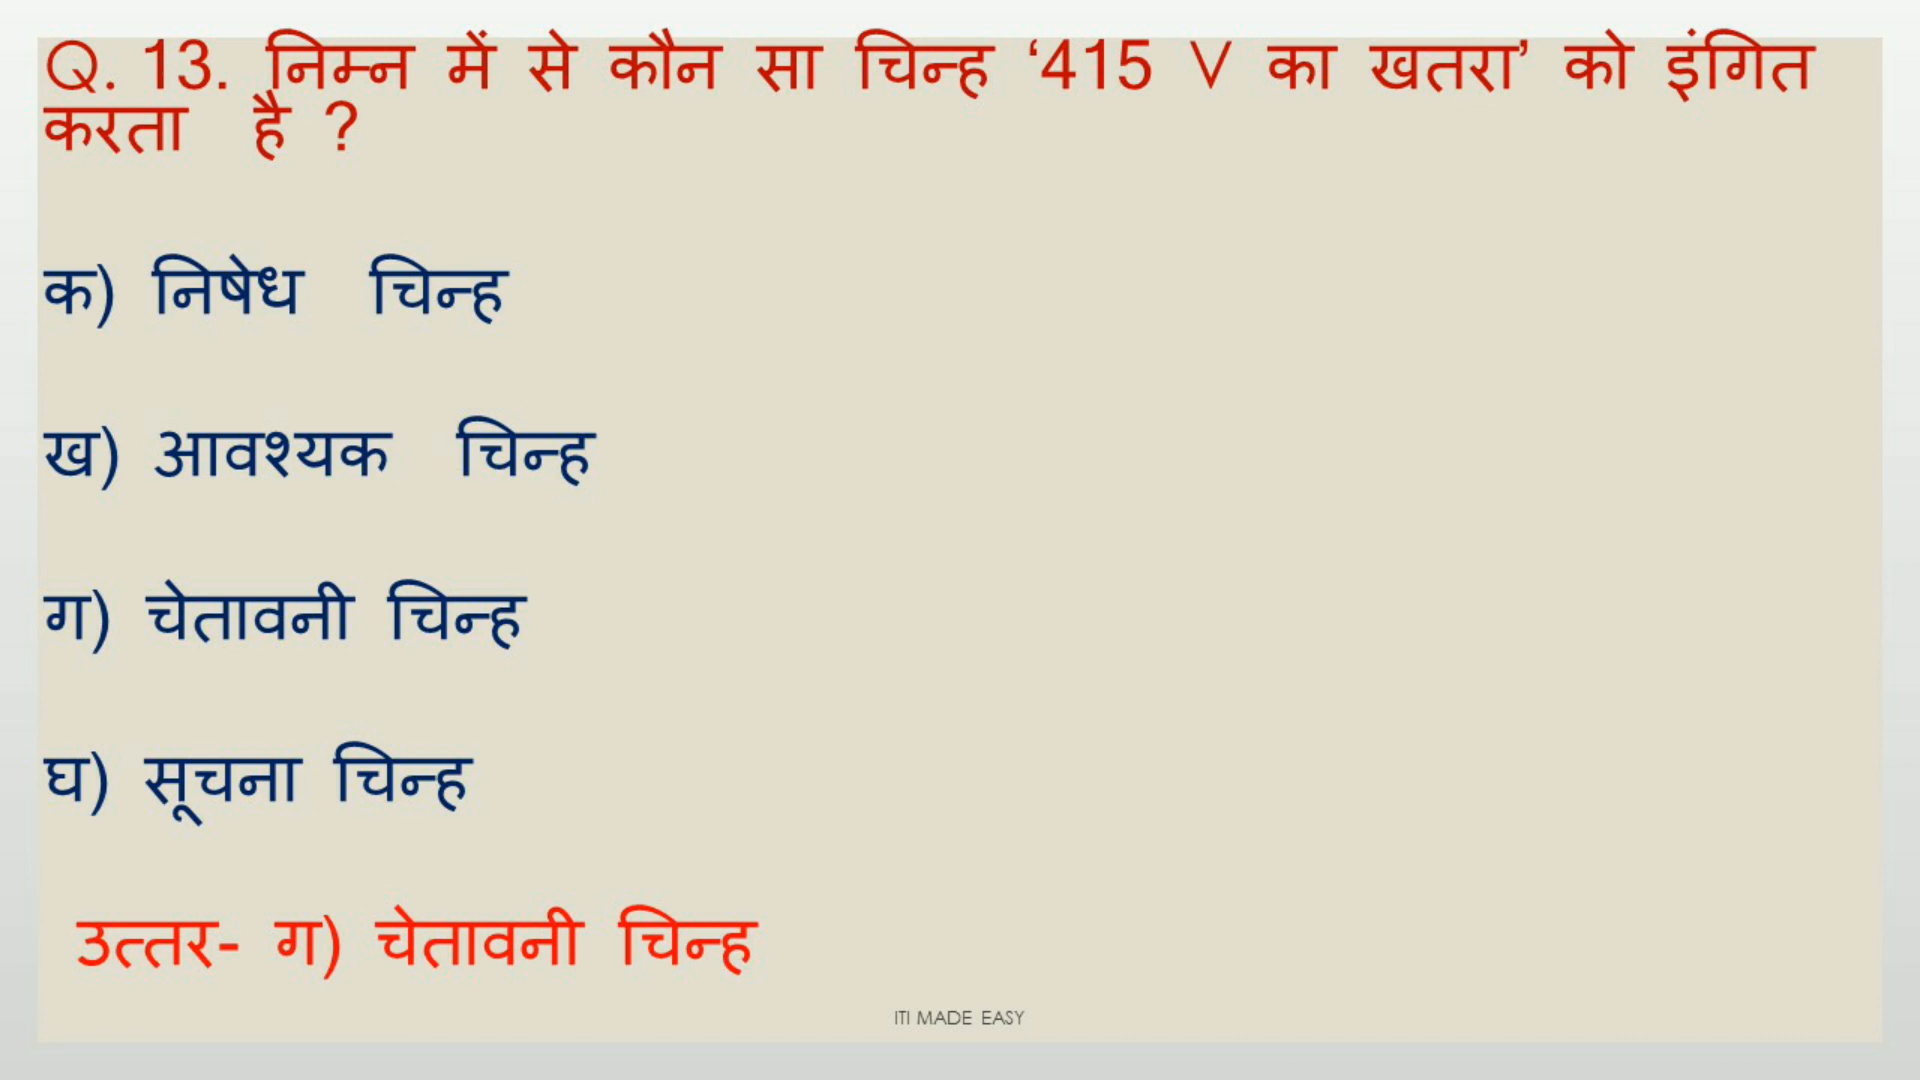 Q. 13. निम्न में से कौन सा चिन्ह ‘415 V का खतरा’ को इंगित
करता है ?
क) निषेध चिन्ह
ख) आवश्यक चिन्ह
ग) चेतावनी चिन्ह
घ) सूचना चिन्ह
उत्तर- ग) चेतावनी चिन्ह
ITI MADE EASY